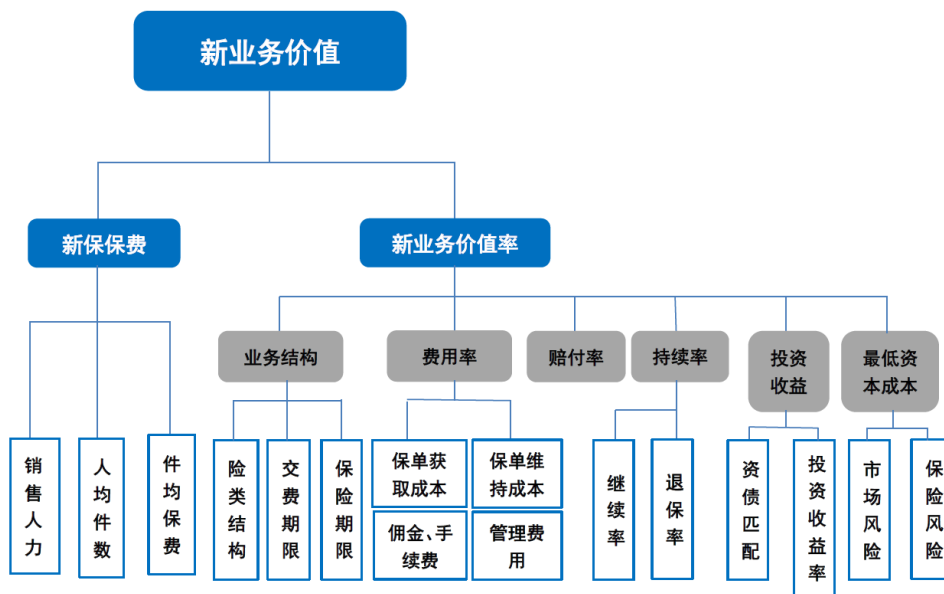 新业务价值
新保保费
新业务价值率
业务结构
费用率
赔付率
持续率
投资
收益
最低资
本成本
销售人力
人均件数
件均保费
险类结构
交费期限
保险期限
保单获
取成本
保单维
持成本
佣金、手
续费
管理费
用
继续率
退保率
资债匹配
投资收益率
市场风险
保险风险